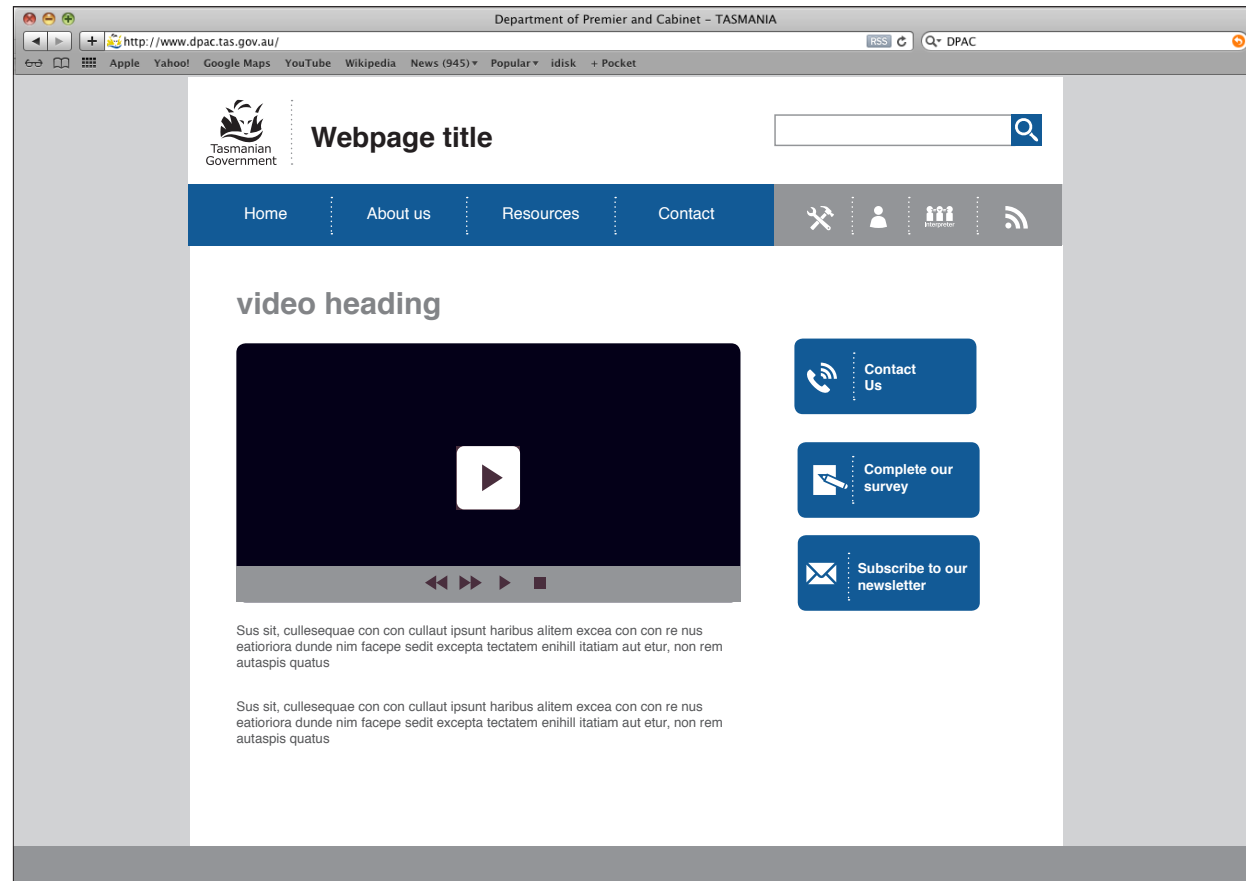 Department of Premier and Cabinet – TASMANIA
http://www.dpac.tas.gov.au/
RSS
DPAC
Apple Yahoo! Google Maps YouTube Wikipedia News (945) Popular idisk + Pocket
Tasmanian
Government
Webpage title
Home About us Resources Contact
Interpreter
video heading
Contact
Us
Complete our
survey
Subscribe to our
newsletter
Sus sit, cullesequae con con cullaut ipsunt haribus alitem excea con con re nus
eatioriora dunde nim facepe sedit excepta tectatem enihill itatiam aut etur, non rem
autaspis quatus
Sus sit, cullesequae con con cullaut ipsunt haribus alitem excea con con re nus
eatioriora dunde nim facepe sedit excepta tectatem enihill itatiam aut etur, non rem
autaspis quatus